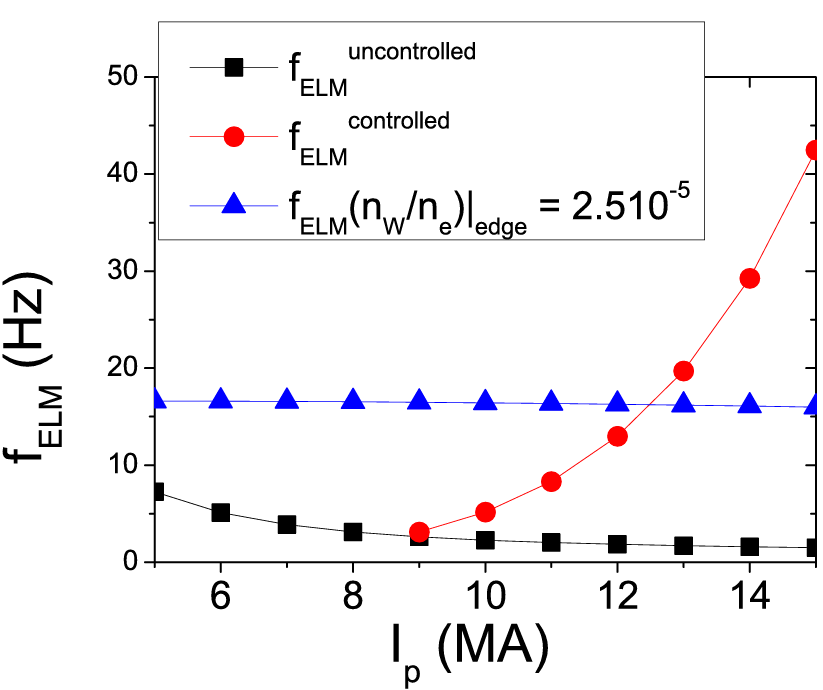 f_ELM^uncontrolled
f_ELM^controlled
f_ELM(n_W/n_e)|_edge = 2.510^-5
50
40
30
20
10
0
f_ELM (Hz)
6 8 10 12 14
I_p (MA)